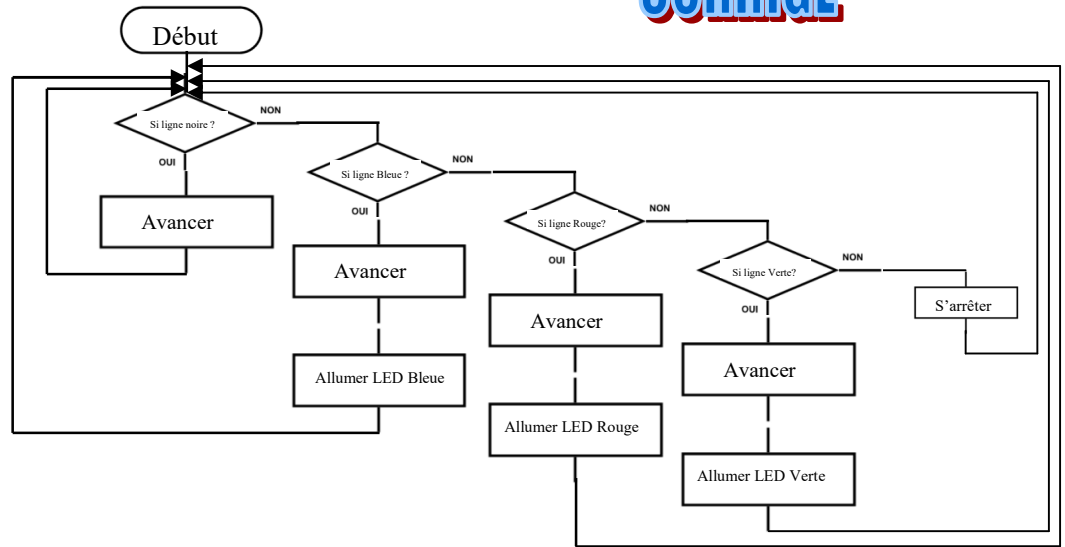 CORRIGE
Début
Si ligne noire ?
NON
OUI
Avancer
Si ligne Bleue ?
NON
OUI
Avancer
Allumer LED Bleue
Si ligne Rouge?
NON
OUI
Avancer
Allumer LED Rouge
Si ligne Verte?
NON
OUI
Avancer
Allumer LED Verte
S’arrêter